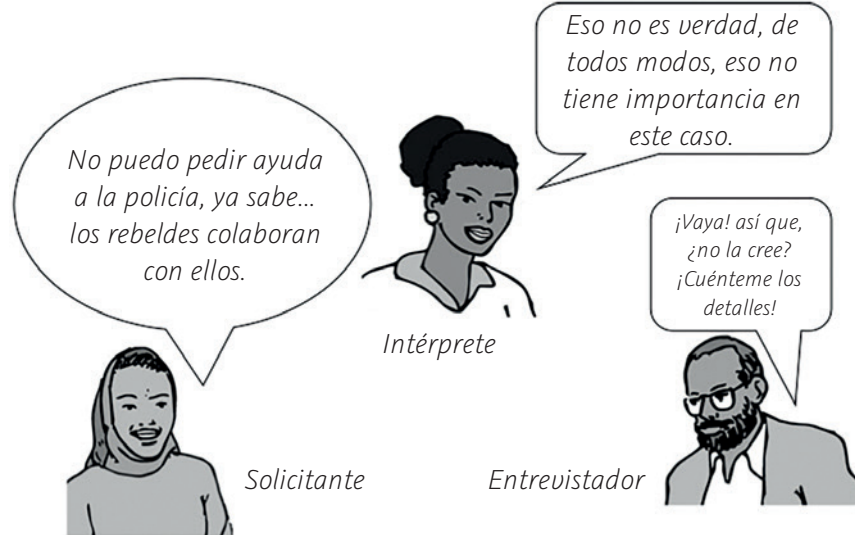 Eso no es verdad, de
todos modos, eso no
tiene importancia en
este caso.
No puedo pedir ayuda
a la policía, ya sabe...
los rebeldes colaboran
con ellos.
¡Vaya! así que,
¿no la cree?
¡Cuénteme los
detalles!
Intérprete
Solicitante
Entrevistador